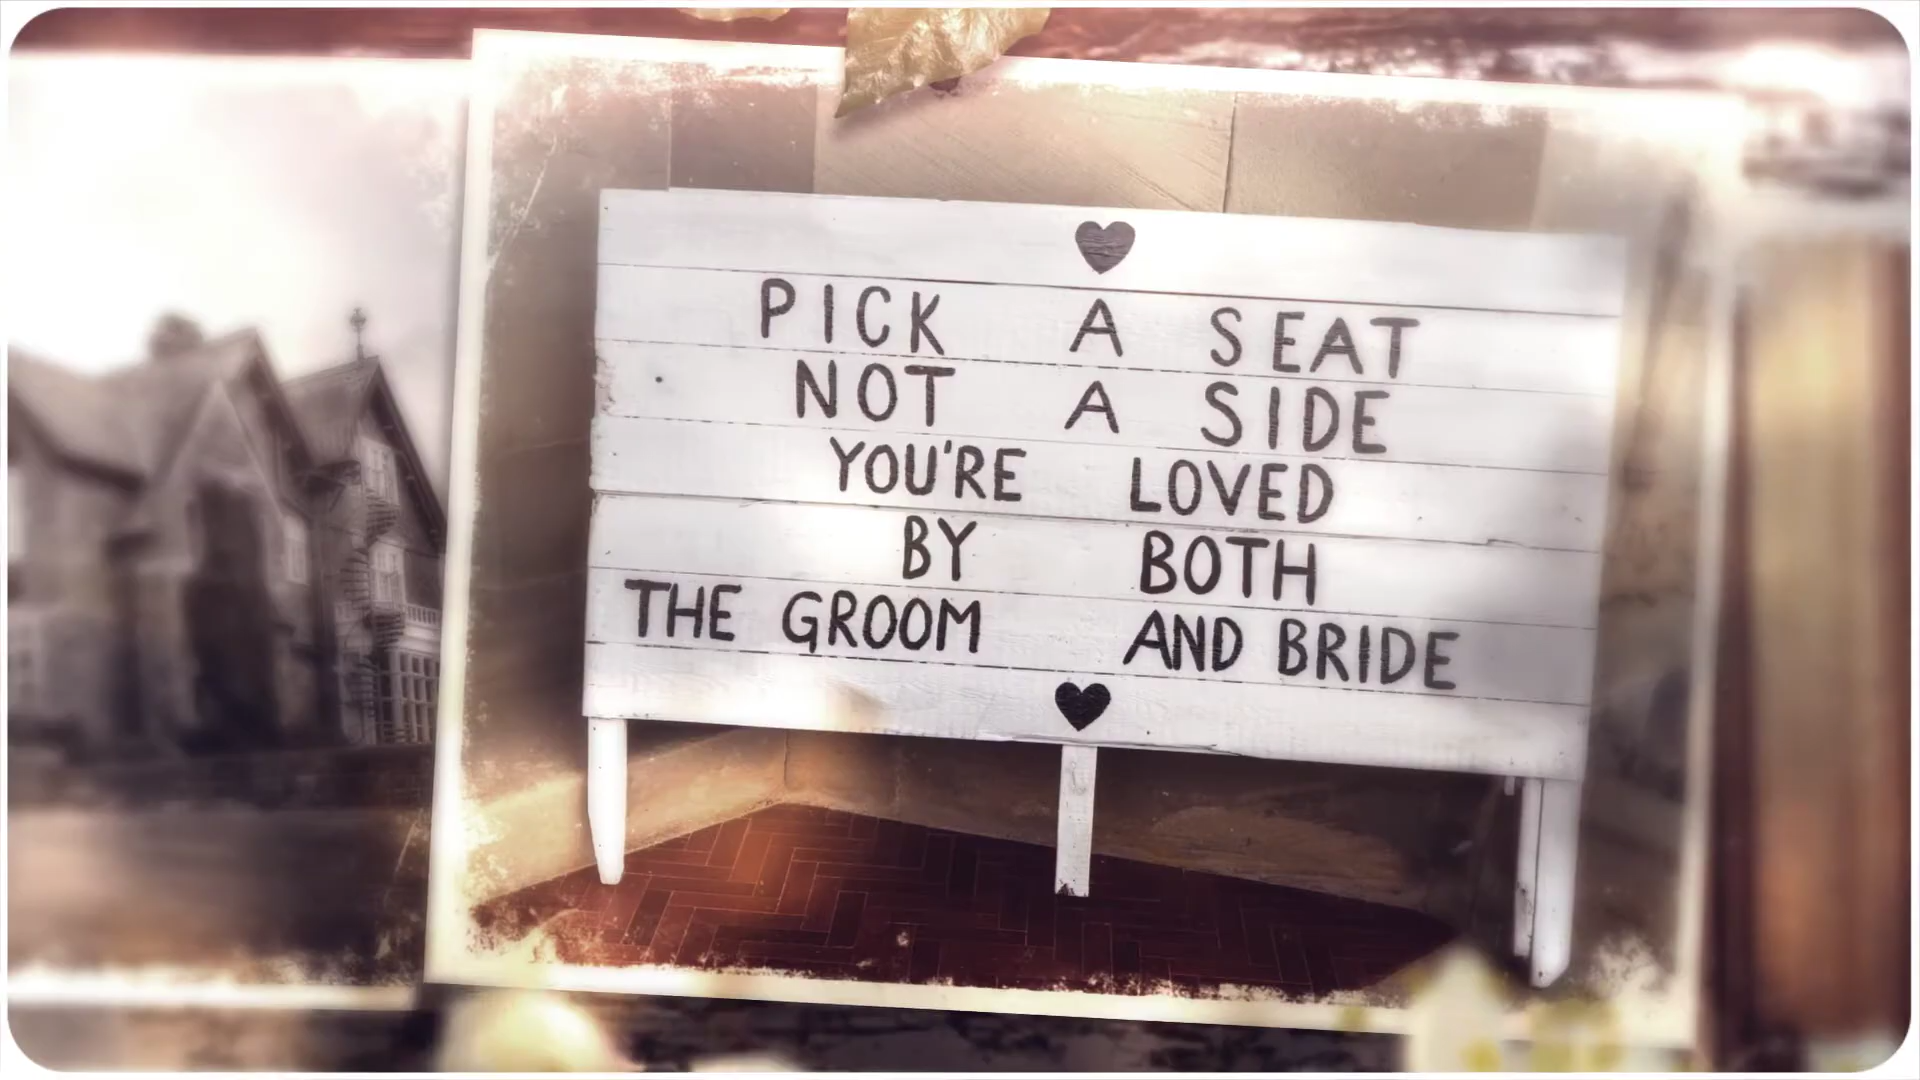 PICK A SEAT
NOT A SIDE
YOU'RE LOVED
BY BOTH
THE GROOM AND BRIDE